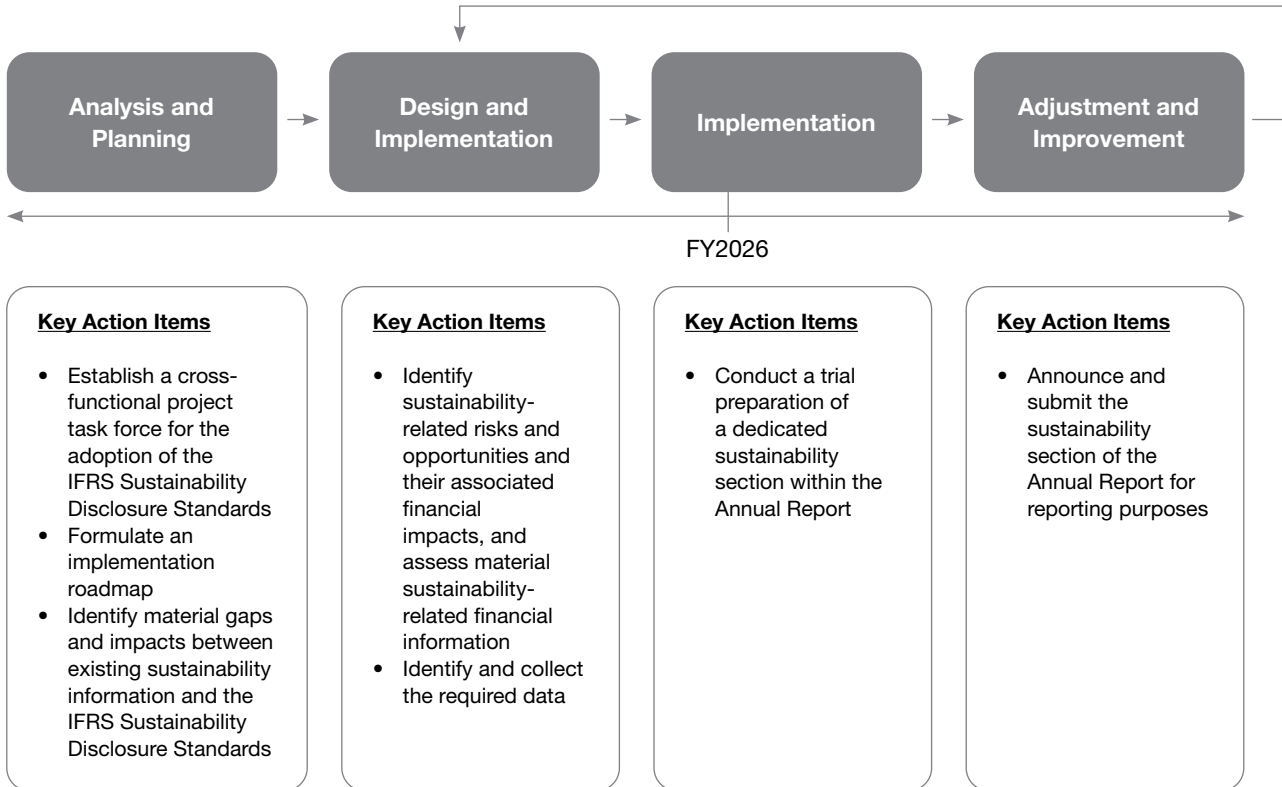 Analysis and
Planning
Design and
Implementation
Implementation
Adjustment and
Improvement
FY2026
Key Action Items
• Establish a cross-
functional project
task force for the
adoption of the
IFRS Sustainability
Disclosure Standards
• Formulate an
implementation
roadmap
• Identify material gaps
and impacts between
existing sustainability
information and the
IFRS Sustainability
Disclosure Standards
Key Action Items
• Identify
sustainability-
related risks and
opportunities and
their associated
financial
impacts, and
assess material
sustainability-
related financial
information
• Identify and collect
the required data
Key Action Items
• Conduct a trial
preparation of
a dedicated
sustainability
section within the
Annual Report
Key Action Items
• Announce and
submit the
sustainability
section of the
Annual Report for
reporting purposes